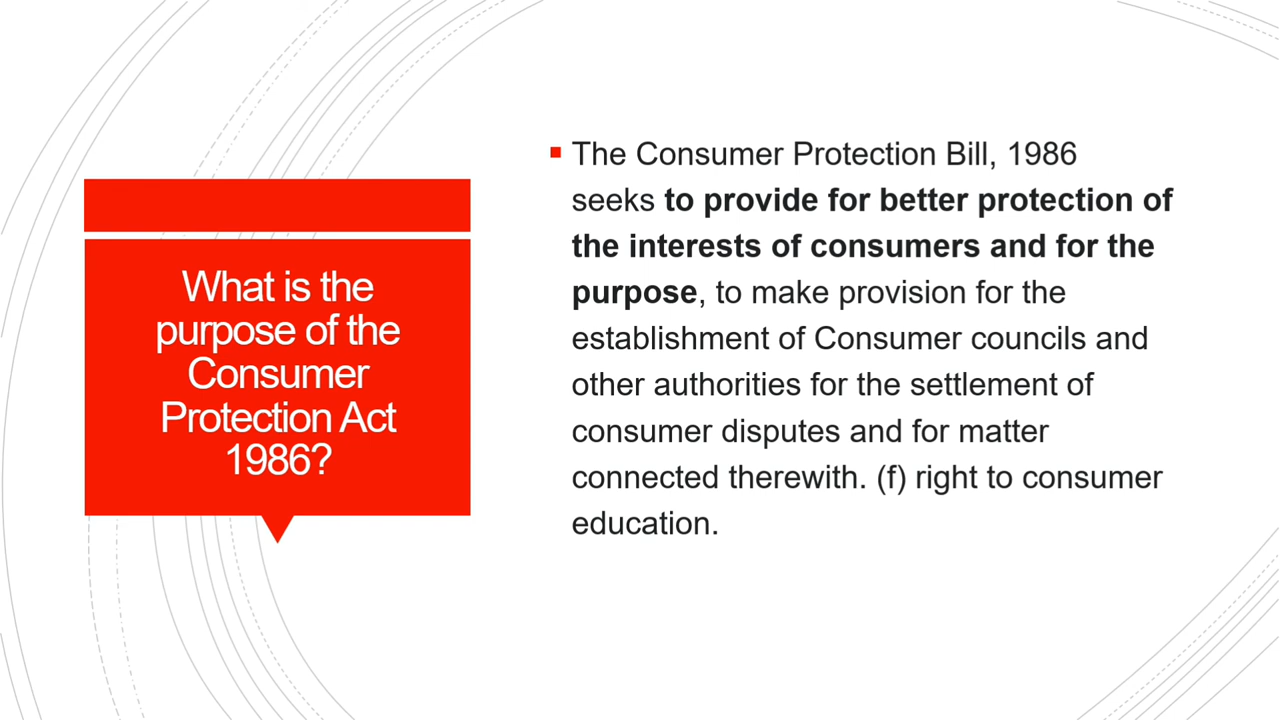 What is the
purpose of the
Consumer
Protection Act
1986?
The Consumer Protection Bill, 1986
seeks to provide for better protection of
the interests of consumers and for the
purpose, to make provision for the
establishment of Consumer councils and
other authorities for the settlement of
consumer disputes and for matter
connected therewith. (f) right to consumer
education.